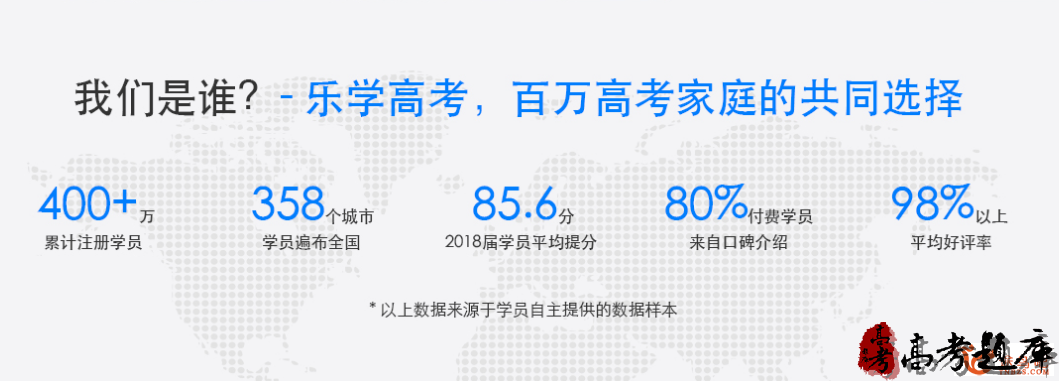 我们是谁？- 乐学高考，百万高考家庭的共同选择
400+万
累计注册学员
358个城市
学员遍布全国
85.6分
2018届学员平均提分
80%付费学员
来自口碑介绍
98%以上
平均好评率
*以上数据来源于学员自主提供的数据样本
高考
高考题库